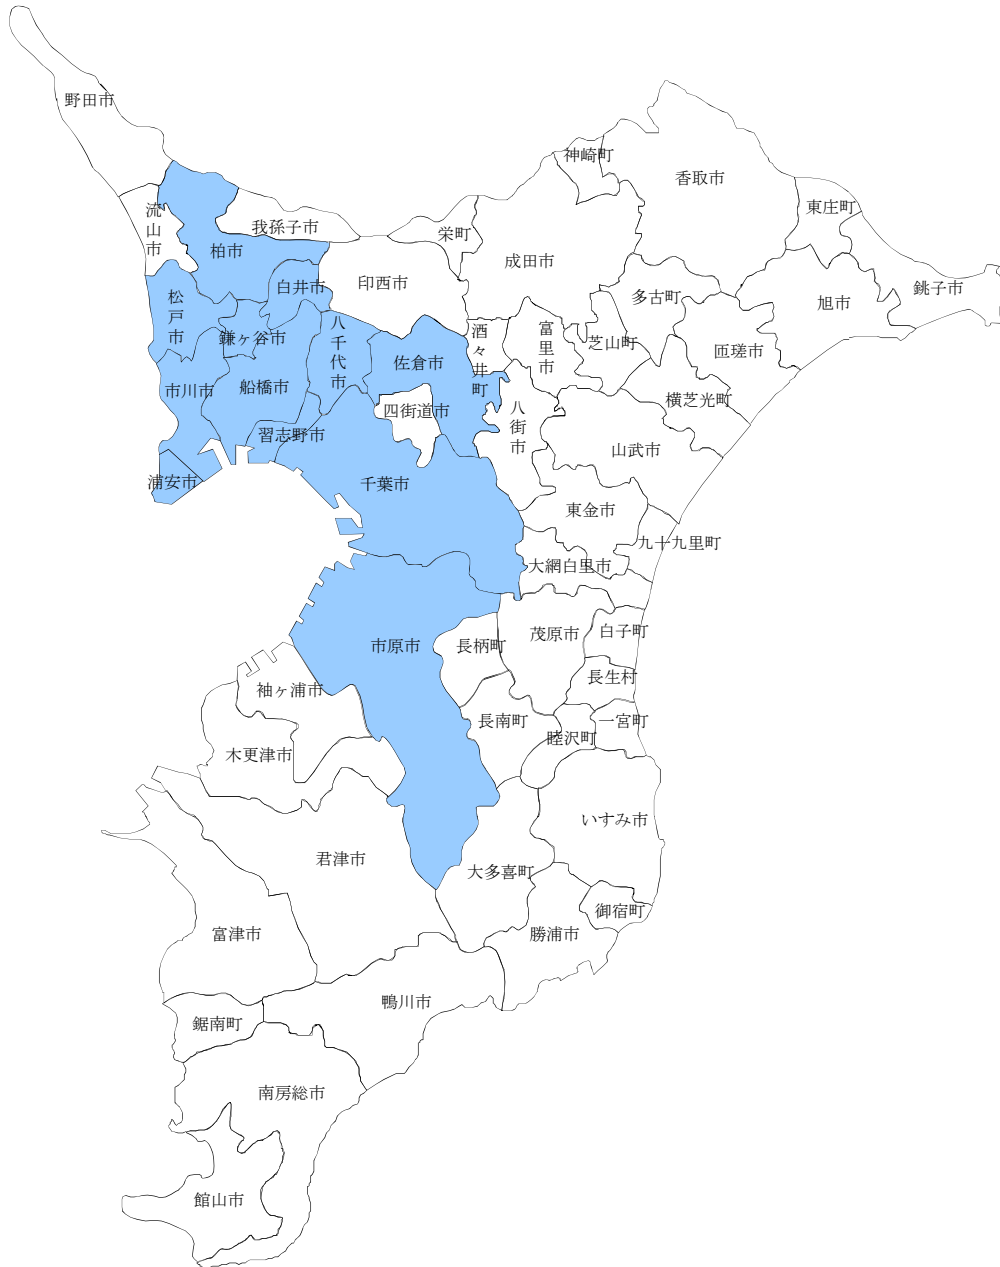 野田市
流山市
柏市
我孫子市
栄町
神崎町
香取市
東庄町
銚子市
旭市
成田市
多古町
匝瑳市
印西市
白井市
松戸市
鎌ヶ谷市
八千代市
佐倉市
酒々井町
富里市
芝山町
横芝光町
市川市
船橋市
四街道市
八街市
山武市
習志野市
浦安市
千葉市
東金市
九十九里町
大網白里市
市原市
長柄町
茂原市
白子町
長生村
袖ヶ浦市
長南町
睦沢町
一宮町
木更津市
いすみ市
君津市
大多喜町
御宿町
勝浦市
富津市
鴨川市
鋸南町
南房総市
館山市